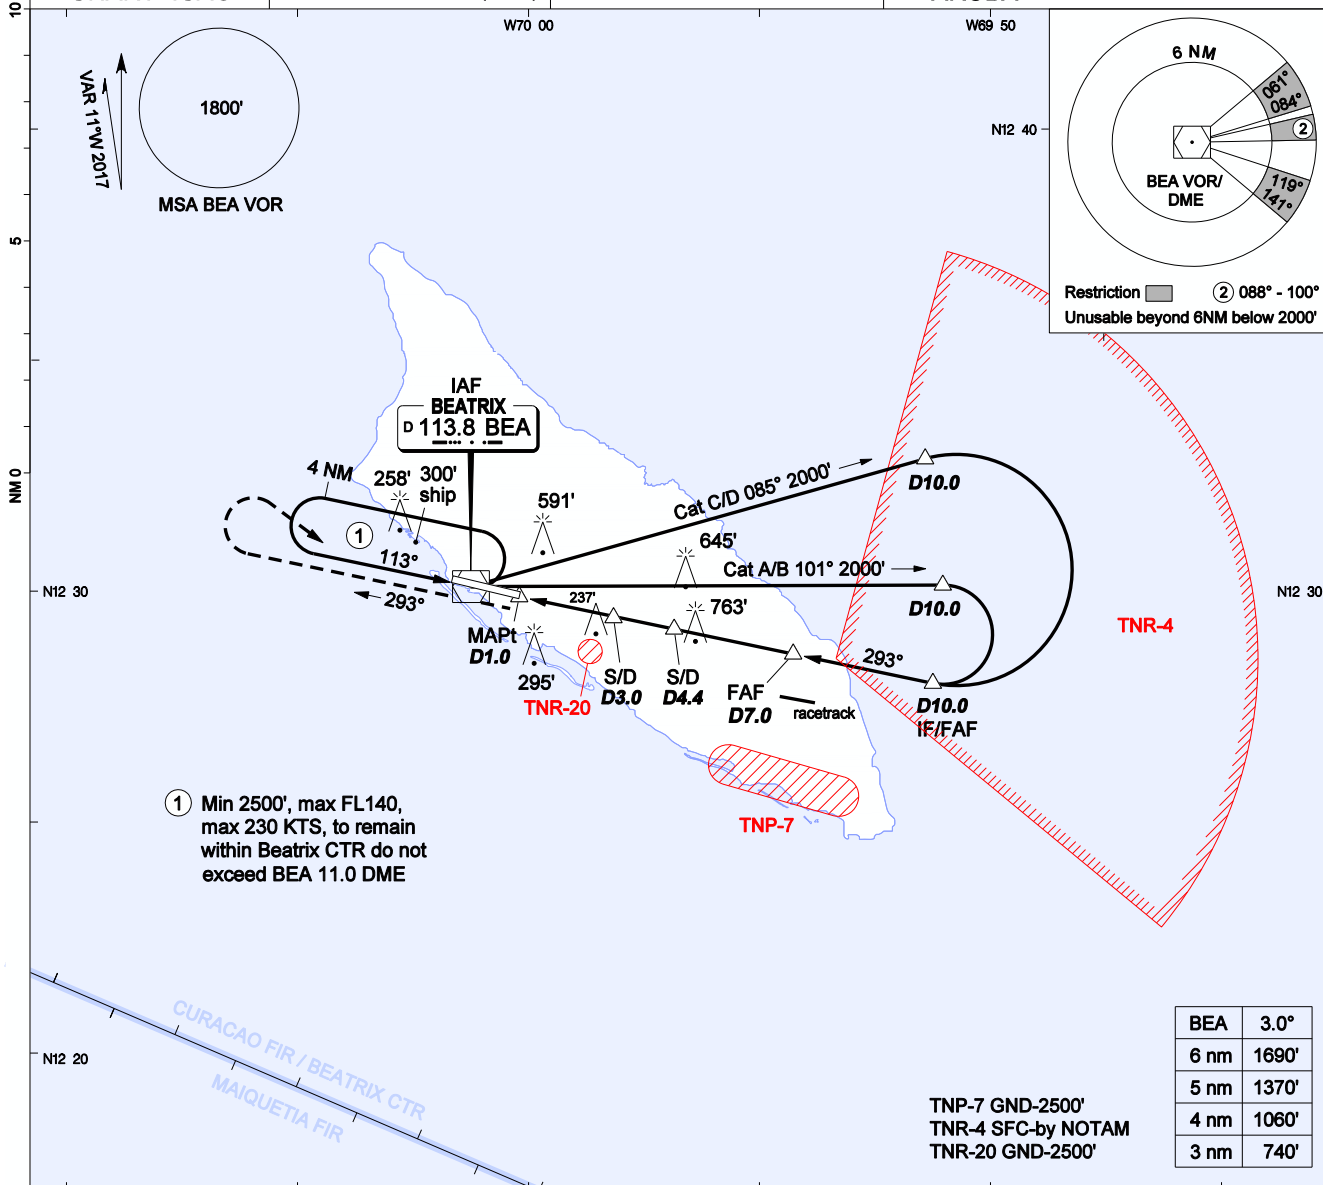 10
W70 00
W69 50
VAR 11°W 2017
1800'
MSA BEA VOR
6 NM
061°
084°
2
119°
141°
BEA VOR/
DME
N12 40
Restriction
2 088° - 100°
Unusable beyond 6NM below 2000'
5
IAF
BEATRIX
D 113.8 BEA
NM 0
4 NM
258'
300'
ship
591'
Cat C/D 085° 2000'
D10.0
1
113°
645'
Cat A/B 101° 2000'
D10.0
N12 30
N12 30
293°
MAPt
D1.0
237'
763'
TNR-4
293°
295'
S/D
D3.0
S/D
D4.4
FAF
D7.0
racetrack
D10.0
IF/FAF
TNR-20
TNP-7
1 Min 2500', max FL140,
max 230 KTS, to remain
within Beatrix CTR do not
exceed BEA 11.0 DME
CURACAO FIR / BEATRIX CTR
MAIQUETIA FIR
N12 20
TNP-7 GND-2500'
TNR-4 SFC-by NOTAM
TNR-20 GND-2500'
BEA 3.0°
6 nm 1690'
5 nm 1370'
4 nm 1060'
3 nm 740'